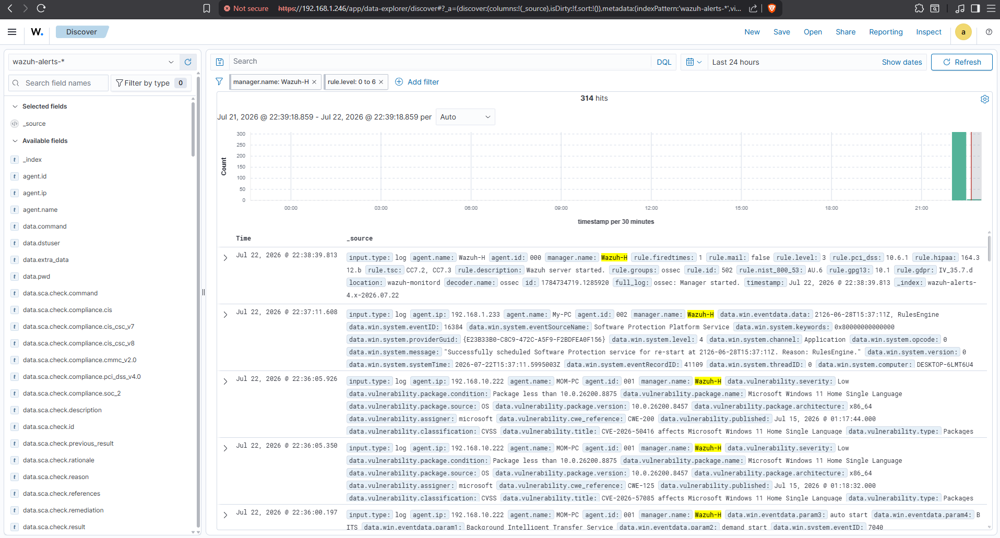 Not secure https://192.168.1.246/app/data-explorer/discover#?_a=(discover:(columns:!(_source),isDirty:!f,sort:!()),metadata:(indexPattern:'wazuh-alerts-*',vi...
W. Discover New Save Open Share Reporting Inspect a
wazuh-alerts-*
Search DQL Last 24 hours Show dates Refresh
Search field names Filter by type 0
manager.name: Wazuh-H × rule.level: 0 to 6 × Add filter
Selected fields
_source
Available fields
_index
agent.id
agent.ip
agent.name
data.command
data.dstuser
data.extra_data
data.pwd
data.sca.check.command
data.sca.check.compliance.cis
data.sca.check.compliance.cis_csc_v7
data.sca.check.compliance.cis_csc_v8
data.sca.check.compliance.cmmc_v2.0
data.sca.check.compliance.pci_dss_v4.0
data.sca.check.compliance.soc_2
data.sca.check.description
data.sca.check.id
data.sca.check.previous_result
data.sca.check.rationale
data.sca.check.reason
data.sca.check.references
data.sca.check.remediation
data.sca.check.result
314 hits
Jul 21, 2026 @ 22:39:18.859 - Jul 22, 2026 @ 22:39:18.859 per Auto
300
250
200
150
100
50
0
Count
00:00 03:00 06:00 09:00 12:00 15:00 18:00 21:00
timestamp per 30 minutes
Time _source
Jul 22, 2026 @ 22:38:39.813 input.type: log agent.name: Wazuh-H agent.id: 000 manager.name: Wazuh-H rule.firedtimes: 1 rule.mail: false rule.level: 3 rule.pci_dss: 10.6.1 rule.hipaa: 164.3
12.b rule.tsc: CC7.2, CC7.3 rule.description: Wazuh server started. rule.groups: ossec rule.id: 502 rule.nist_800_53: AU.6 rule.gpg13: 10.1 rule.gdpr: IV_35.7.d
location: wazuh-monitord decoder.name: ossec id: 1784734719.1285920 full_log: ossec: Manager started. timestamp: Jul 22, 2026 @ 22:38:39.813 _index: wazuh-alerts-
4.x-2026.07.22
Jul 22, 2026 @ 22:37:11.608 input.type: log agent.ip: 192.168.1.233 agent.name: My-PC agent.id: 002 manager.name: Wazuh-H data.win.eventdata.data: 2126-06-28T15:37:11Z, RulesEngine
data.win.system.eventID: 16384 data.win.system.eventSourceName: Software Protection Platform Service data.win.system.keywords: 0x80000000000000
data.win.system.providerGuid: {E23B33B0-C8C9-472C-A5F9-F2BDFEA0F156} data.win.system.level: 4 data.win.system.channel: Application data.win.system.opcode: 0
data.win.system.message: "Successfully scheduled Software Protection service for re-start at 2126-06-28T15:37:11Z. Reason: RulesEngine." data.win.system.version: 0
data.win.system.systemTime: 2026-07-22T15:37:11.5995003Z data.win.system.eventRecordID: 41109 data.win.system.threadID: 0 data.win.system.computer: DESKTOP-6LMT6U4
Jul 22, 2026 @ 22:36:05.926 input.type: log agent.ip: 192.168.10.222 agent.name: MOM-PC agent.id: 001 manager.name: Wazuh-H data.vulnerability.severity: Low
data.vulnerability.package.condition: Package less than 10.0.26200.8875 data.vulnerability.package.name: Microsoft Windows 11 Home Single Language
data.vulnerability.package.source: OS data.vulnerability.package.version: 10.0.26200.8457 data.vulnerability.package.architecture: x86_64
data.vulnerability.assigner: microsoft data.vulnerability.cwe_reference: CWE-200 data.vulnerability.published: Jul 15, 2026 @ 01:17:44.000
data.vulnerability.classification: CVSS data.vulnerability.title: CVE-2026-50416 affects Microsoft Windows 11 Home Single Language data.vulnerability.type: Packages
Jul 22, 2026 @ 22:36:05.350 input.type: log agent.ip: 192.168.10.222 agent.name: MOM-PC agent.id: 001 manager.name: Wazuh-H data.vulnerability.severity: Low
data.vulnerability.package.condition: Package less than 10.0.26200.8875 data.vulnerability.package.name: Microsoft Windows 11 Home Single Language
data.vulnerability.package.source: OS data.vulnerability.package.version: 10.0.26200.8457 data.vulnerability.package.architecture: x86_64
data.vulnerability.assigner: microsoft data.vulnerability.cwe_reference: CWE-125 data.vulnerability.published: Jul 15, 2026 @ 01:18:32.000
data.vulnerability.classification: CVSS data.vulnerability.title: CVE-2026-57085 affects Microsoft Windows 11 Home Single Language data.vulnerability.type: Packages
Jul 22, 2026 @ 22:36:00.197 input.type: log agent.ip: 192.168.10.222 agent.name: MOM-PC agent.id: 001 manager.name: Wazuh-H data.win.eventdata.param3: auto start data.win.eventdata.param4: B
ITS data.win.eventdata.param1: Background Intelligent Transfer Service data.win.eventdata.param2: demand start data.win.system.eventID: 7040